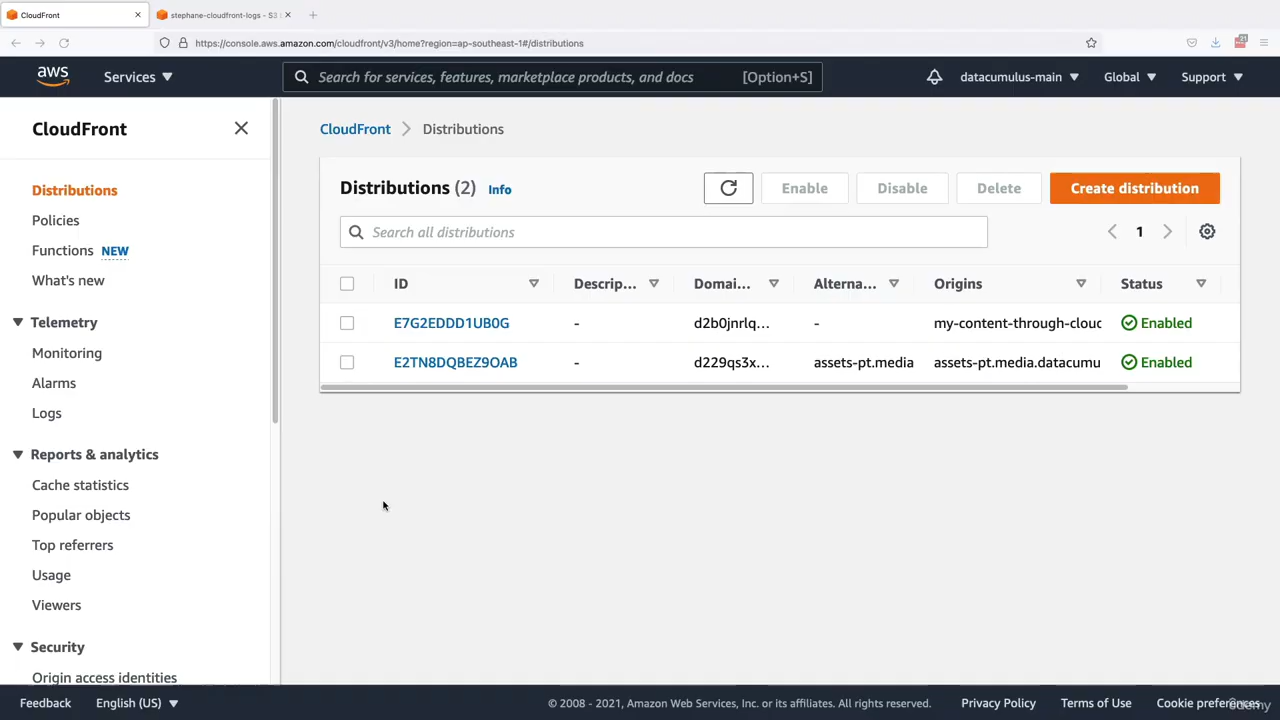 CloudFront
stephane-cloudfront-logs - S3
https://console.aws.amazon.com/cloudfront/v3/home?region=ap-southeast-1#/distributions
aws
Services
Search for services, features, marketplace products, and docs
[Option+S]
datacumulus-main
Global
Support
CloudFront
Distributions
Policies
Functions NEW
What's new
Telemetry
Monitoring
Alarms
Logs
Reports & analytics
Cache statistics
Popular objects
Top referrers
Usage
Viewers
Security
Origin access identities
CloudFront > Distributions
Distributions (2) Info
Enable
Disable
Delete
Create distribution
Search all distributions
1
ID Descrip... Domai... Alterna... Origins Status
E7G2EDDD1UB0G - d2b0jnrlq... - my-content-through-clouc Enabled
E2TN8DQBEZ9OAB - d229qs3x... assets-pt.media assets-pt.media.datacumu Enabled
Feedback
English (US)
© 2008 - 2021, Amazon Web Services, Inc. or its affiliates. All rights reserved.
Privacy Policy
Terms of Use
Cookie preferences
Udemy